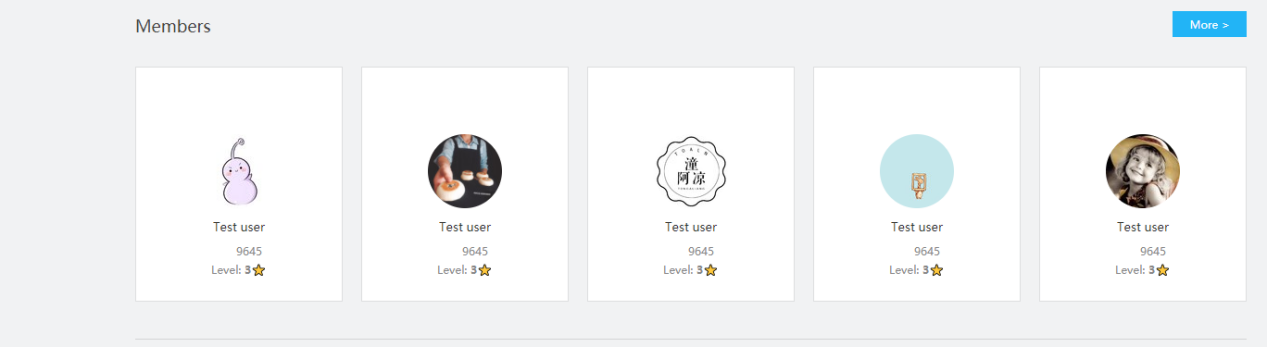 Members
More >
潼
阿凉
Test user
9645
Level: 3
Test user
9645
Level: 3
Test user
9645
Level: 3
Test user
9645
Level: 3
Test user
9645
Level: 3